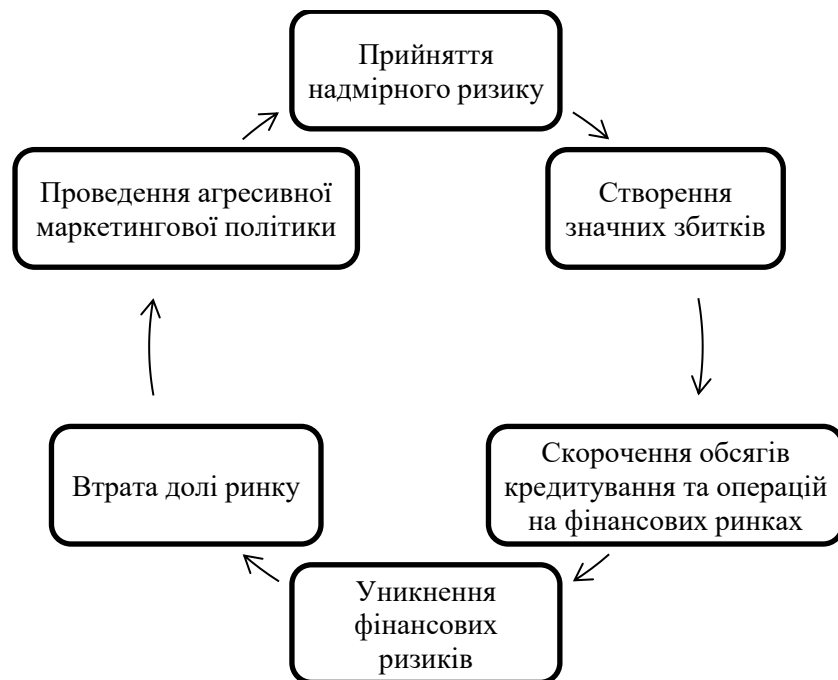 Прийняття
надмірного ризику
Створення
значних збитків
Скорочення обсягів
кредитування та операцій
на фінансових ринках
Уникнення
фінансових
ризиків
Втрата долі ринку
Проведення агресивної
маркетингової політики